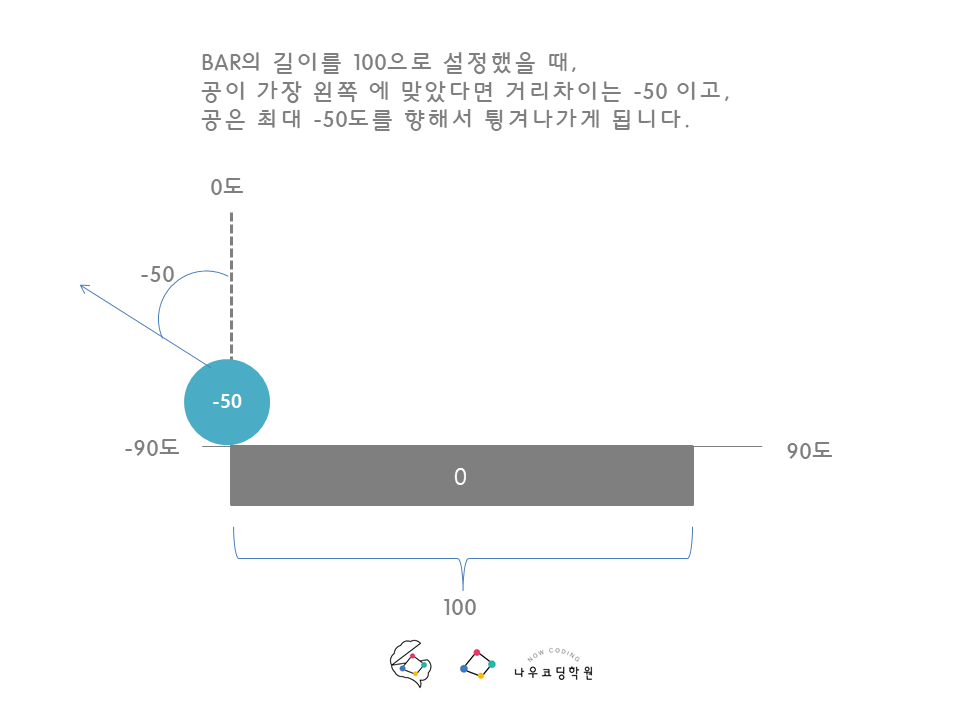 BAR의 길이를 100으로 설정했을 때,
공이 가장 왼쪽 에 맞았다면 거리차이는 -50 이고,
공은 최대 -50도를 향해서 튕겨나가게 됩니다.
0도
-50
-50
-90도
90도
0
100
NOW CODING
나우코딩학원